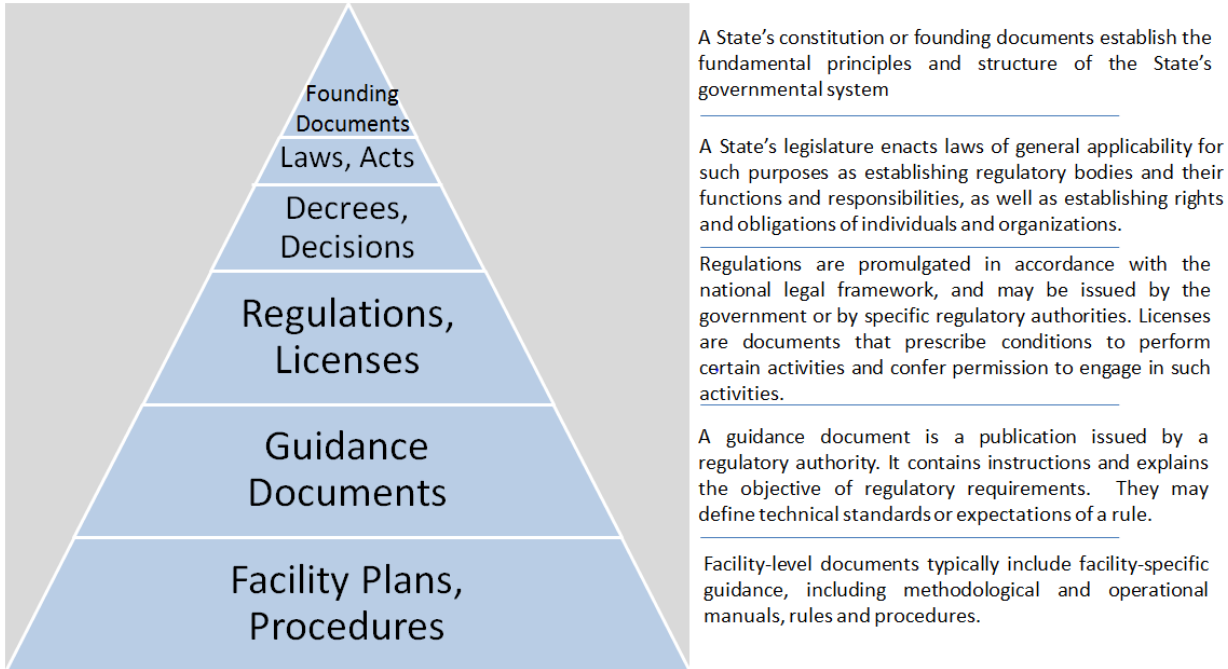 Founding
Documents
Laws, Acts
Decrees,
Decisions
Regulations,
Licenses
Guidance
Documents
Facility Plans,
Procedures
A State’s constitution or founding documents establish the
fundamental principles and structure of the State’s
governmental system
A State’s legislature enacts laws of general applicability for
such purposes as establishing regulatory bodies and their
functions and responsibilities, as well as establishing rights
and obligations of individuals and organizations.
Regulations are promulgated in accordance with the
national legal framework, and may be issued by the
government or by specific regulatory authorities. Licenses
are documents that prescribe conditions to perform
certain activities and confer permission to engage in such
activities.
A guidance document is a publication issued by a
regulatory authority. It contains instructions and explains
the objective of regulatory requirements. They may
define technical standards or expectations of a rule.
Facility-level documents typically include facility-specific
guidance, including methodological and operational
manuals, rules and procedures.